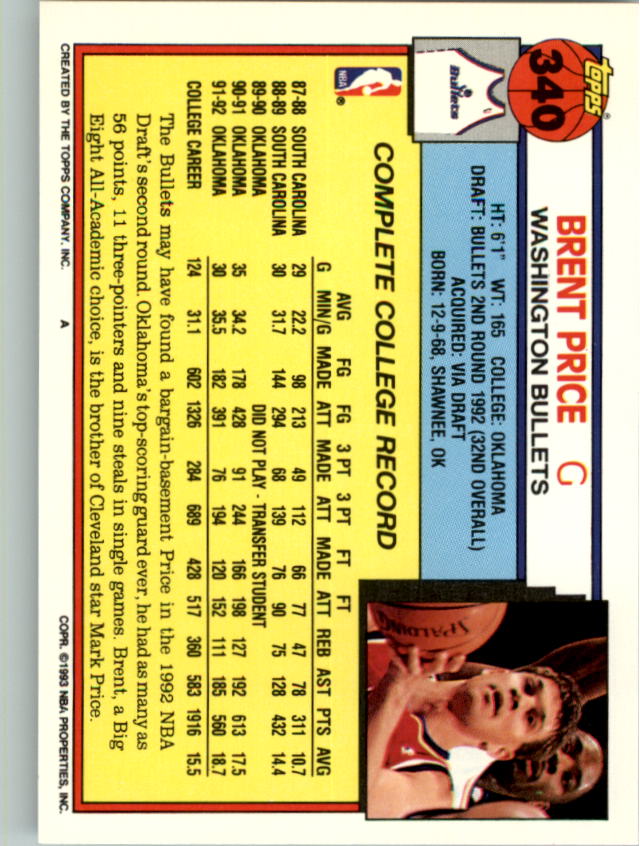 topps®
340
Bullets
BRENT PRICE G
WASHINGTON BULLETS
HT: 6'1" WT: 165 COLLEGE: OKLAHOMA
DRAFT: BULLETS 2ND ROUND 1992 (32ND OVERALL)
ACQUIRED: VIA DRAFT
BORN: 12-9-68, SHAWNEE, OK
SPALDING
NBA®
COMPLETE COLLEGE RECORD
AVG FG FG 3 PT 3 PT FT FT
G MIN/G MADE ATT MADE ATT MADE ATT REB AST PTS AVG
87-88 SOUTH CAROLINA 29 22.2 98 213 49 112 66 77 47 78 311 10.7
88-89 SOUTH CAROLINA 30 31.7 144 294 68 139 76 90 75 128 432 14.4
89-90 OKLAHOMA DID NOT PLAY - TRANSFER STUDENT
90-91 OKLAHOMA 35 34.2 178 428 91 244 166 198 127 192 613 17.5
91-92 OKLAHOMA 30 35.5 182 391 76 194 120 152 111 185 560 18.7
COLLEGE CAREER 124 31.1 602 1326 284 689 428 517 360 583 1916 15.5
The Bullets may have found a bargain-basement Price in the 1992 NBA
Draft's second round. Oklahoma's top-scoring guard ever, he had as many as
56 points, 11 three-pointers and nine steals in single games. Brent, a Big
Eight All-Academic choice, is the brother of Cleveland star Mark Price.
CREATED BY THE TOPPS COMPANY, INC. A COPR. ©1993 NBA PROPERTIES, INC.